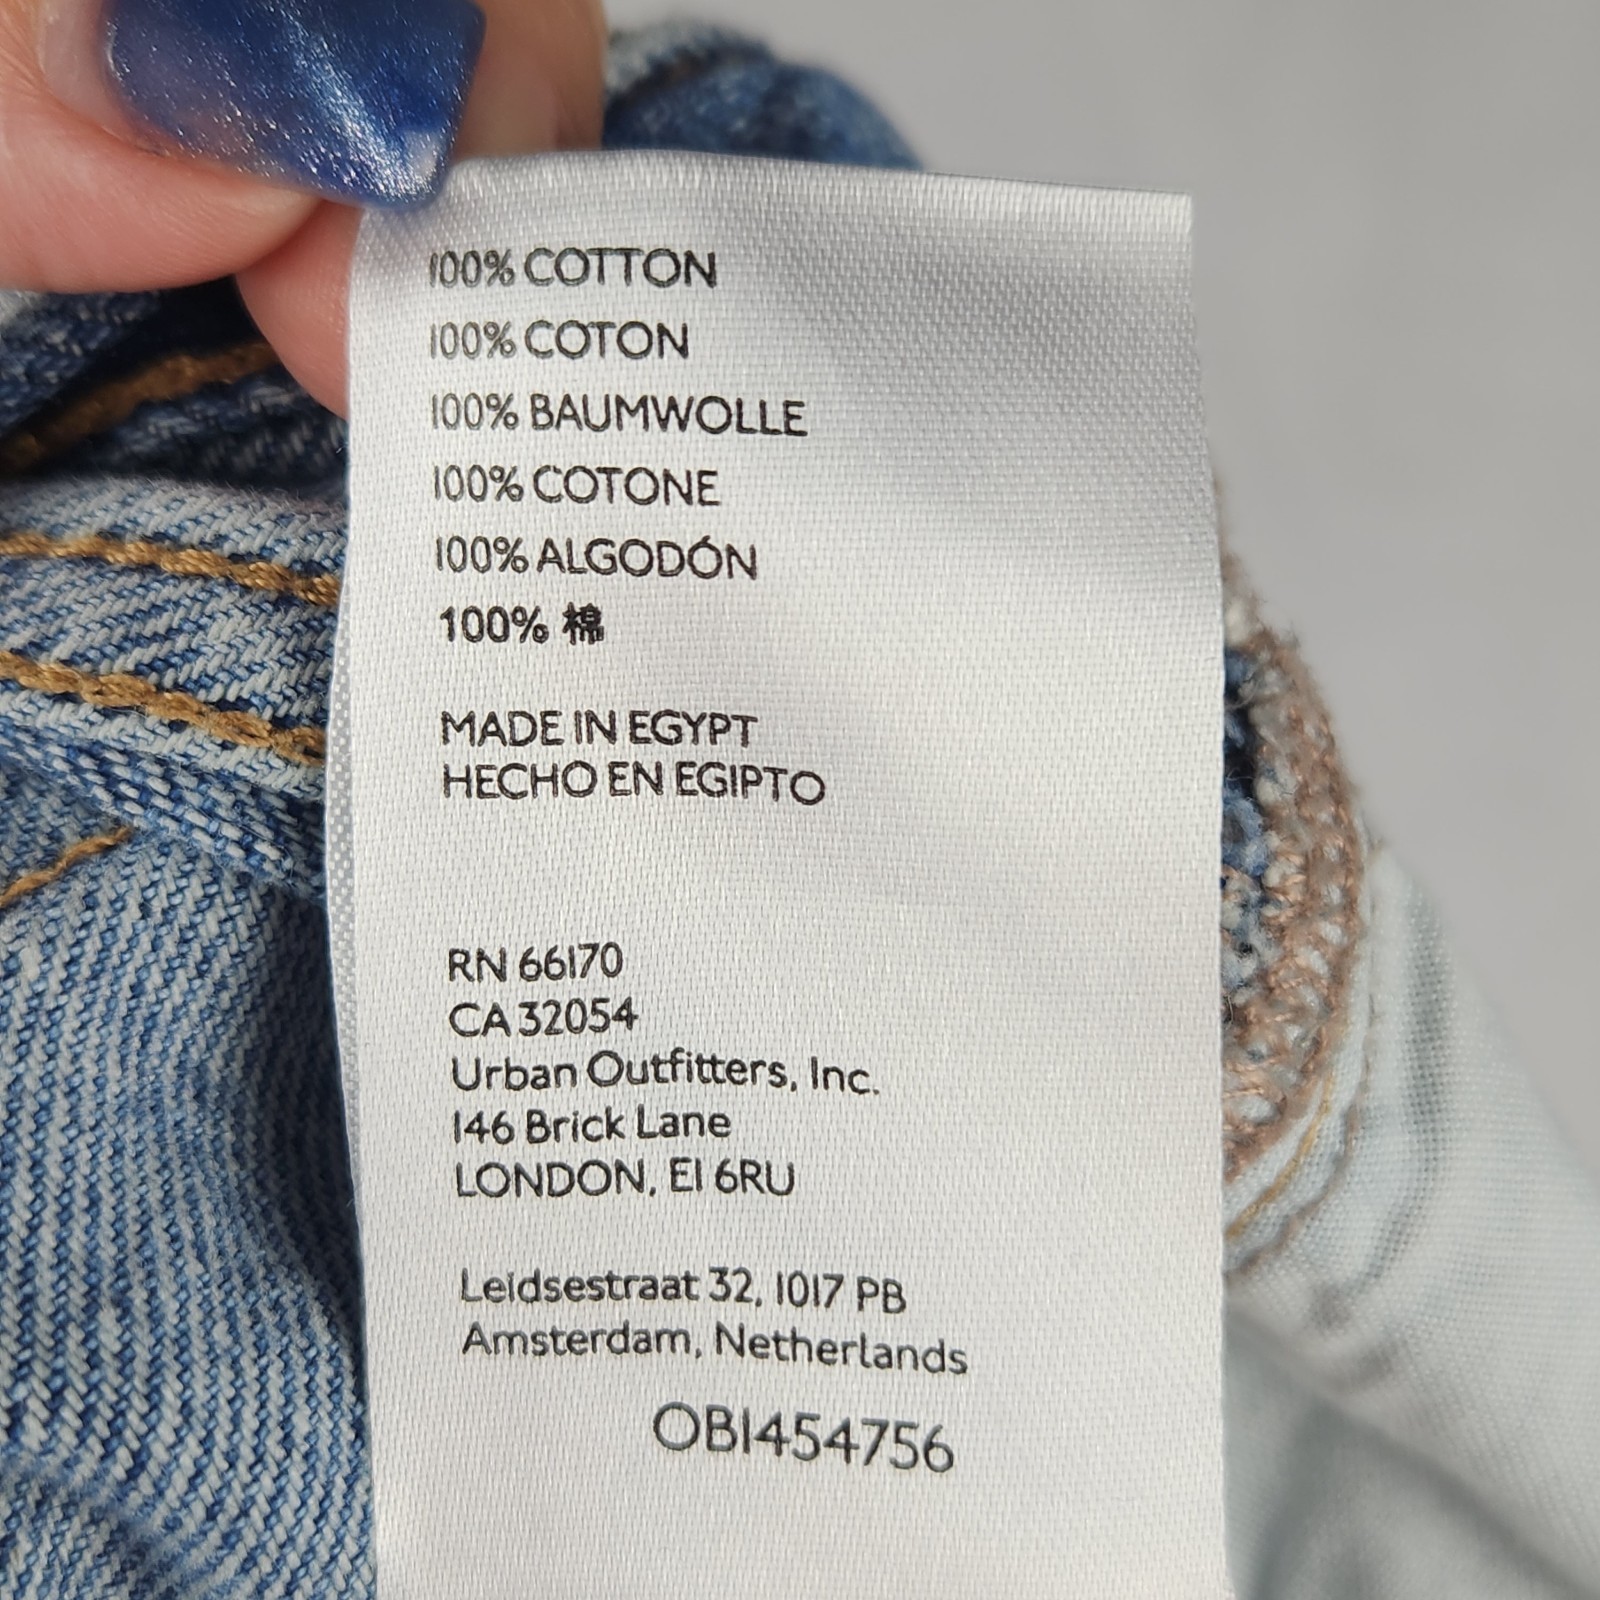 100% COTTON
100% COTON
100% BAUMWOLLE
100% COTONE
100% ALGODÓN
100% 棉
MADE IN EGYPT
HECHO EN EGIPTO
RN 66170
CA 32054
Urban Outfitters, Inc.
146 Brick Lane
LONDON, E1 6RU
Leidsestraat 32, 1017 PB
Amsterdam, Netherlands
OB1454756